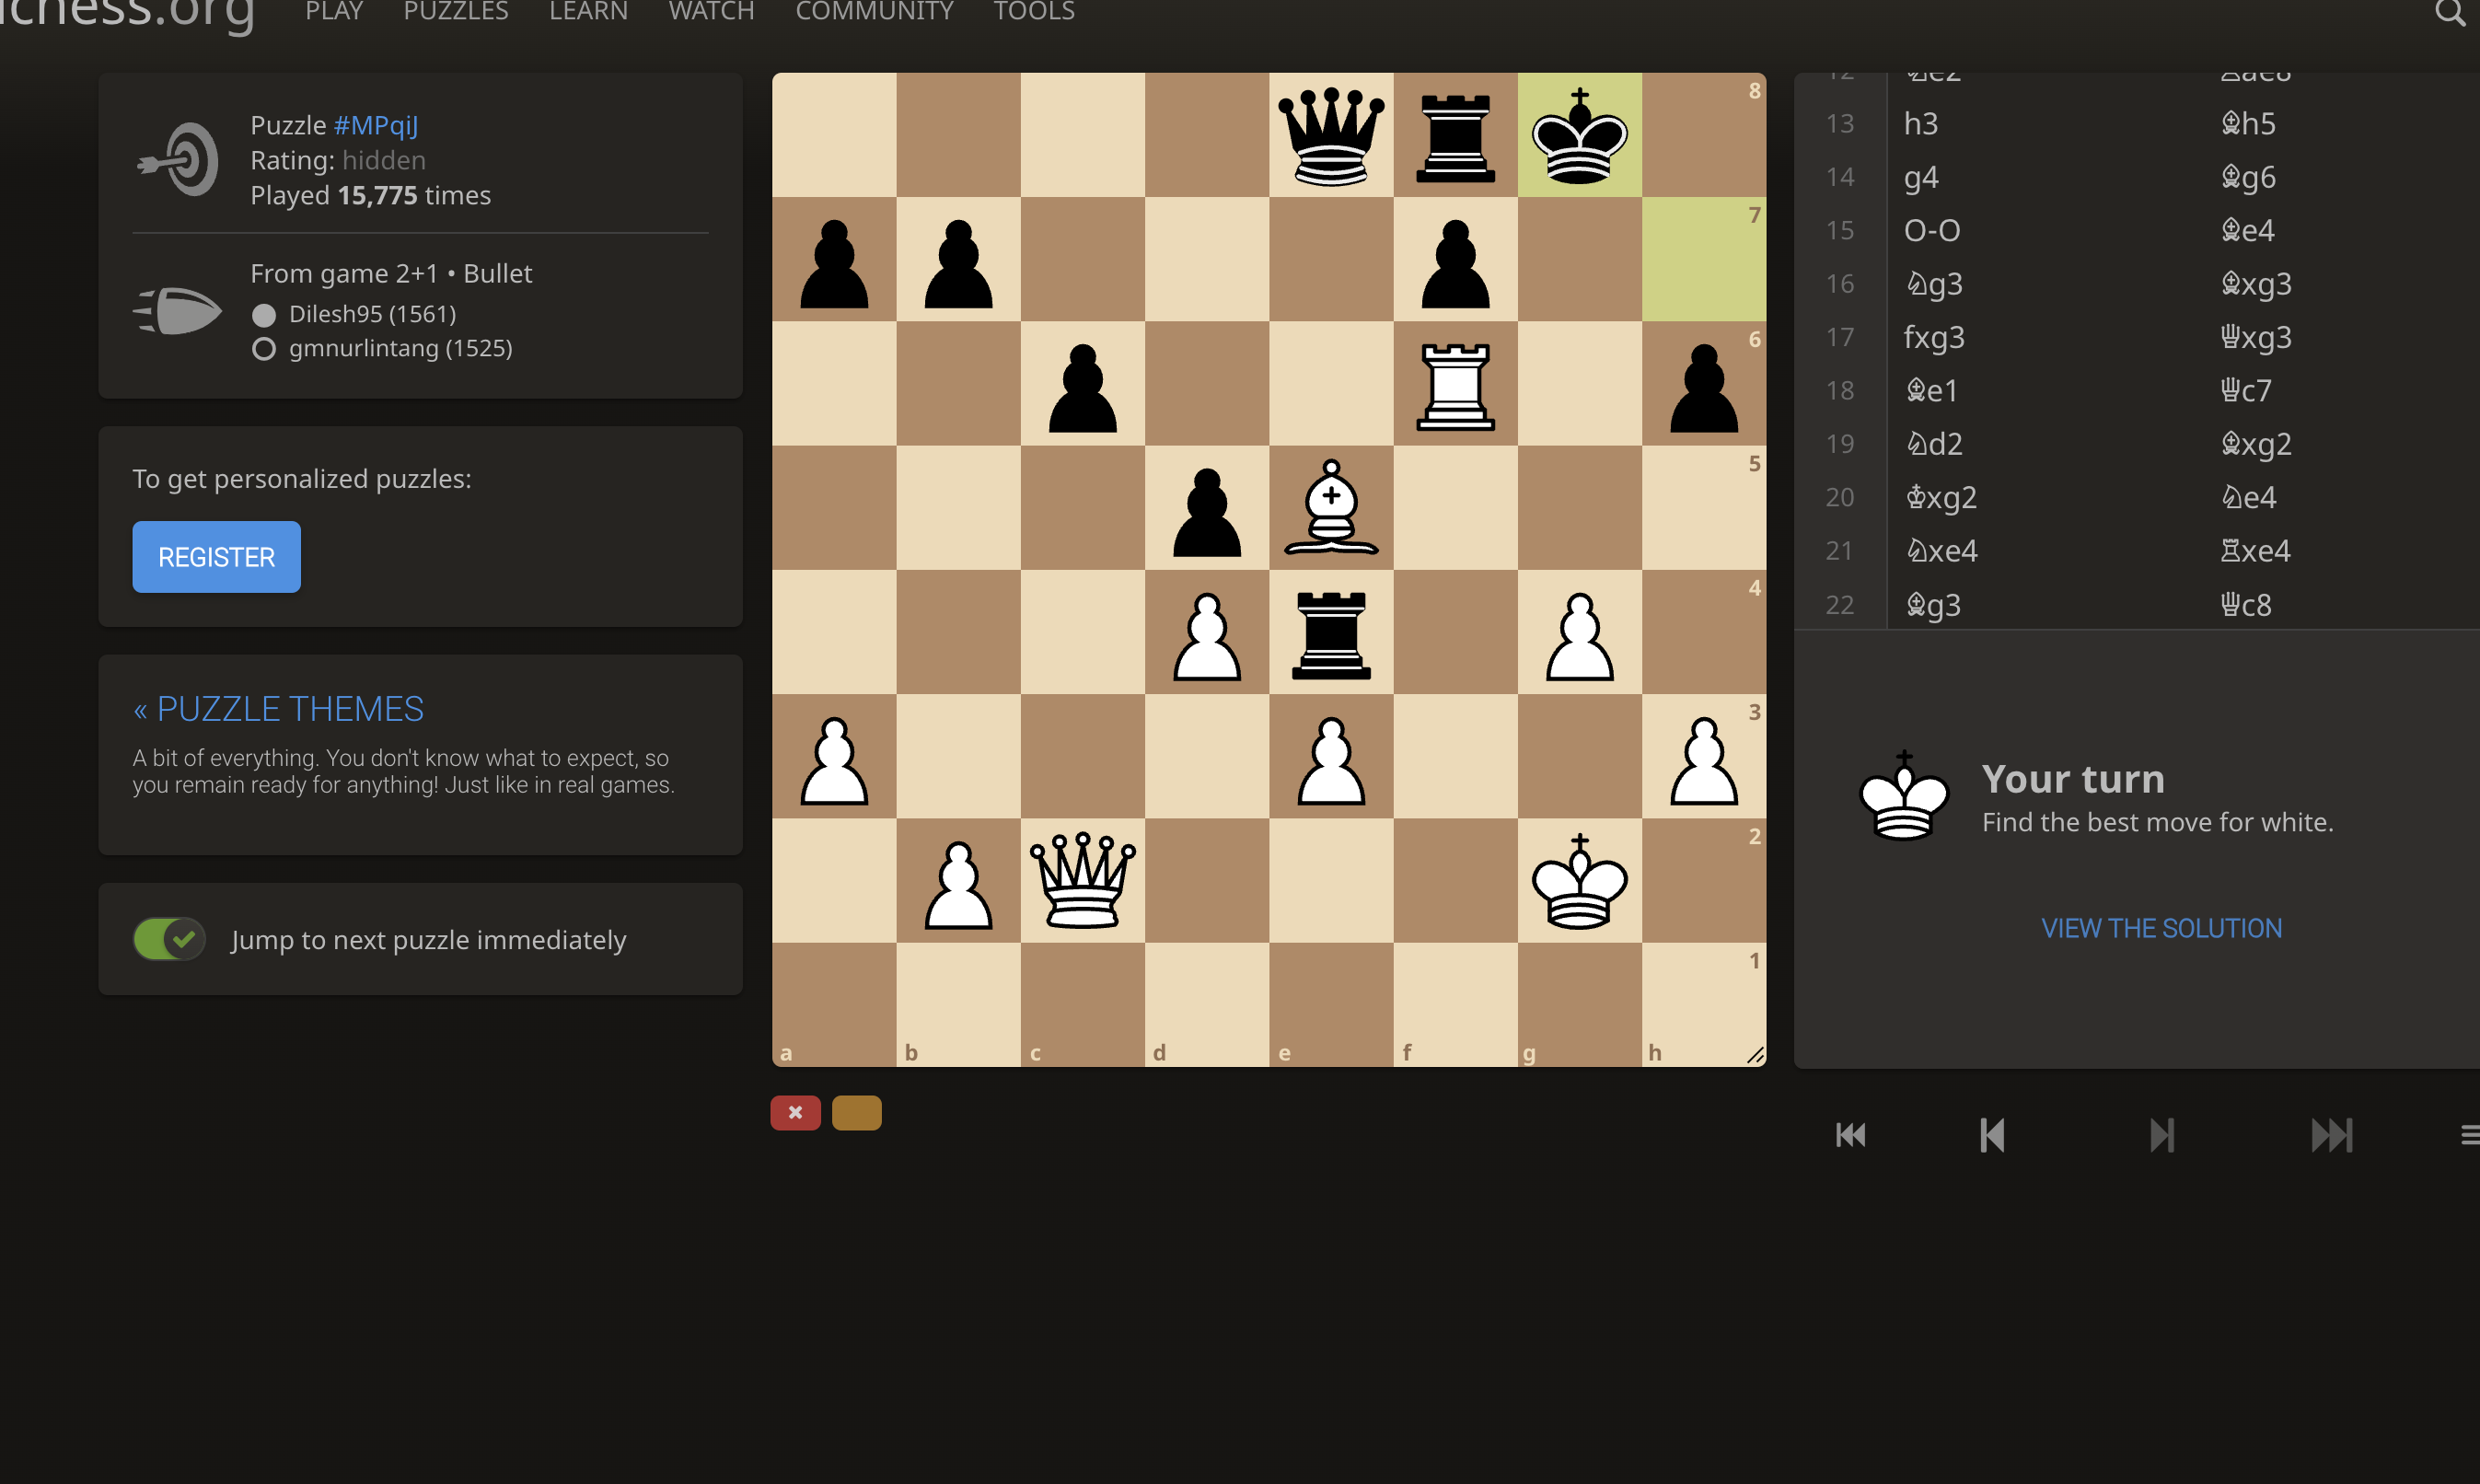 ichess.org PLAY PUZZLES LEARN WATCH COMMUNITY TOOLS
Puzzle #MPqiJ
Rating: hidden
Played 15,775 times
From game 2+1 • Bullet
Dilesh95 (1561)
gmnurlintang (1525)
To get personalized puzzles:
REGISTER
« PUZZLE THEMES
A bit of everything. You don't know what to expect, so
you remain ready for anything! Just like in real games.
Jump to next puzzle immediately
8
7
6
5
4
3
2
1
a b c d e f g h
12 ♘e2 ♖ae8
13 h3 ♗h5
14 g4 ♗g6
15 O-O ♗e4
16 ♘g3 ♗xg3
17 fxg3 ♕xg3
18 ♗e1 ♕c7
19 ♘d2 ♗xg2
20 ♔xg2 ♘e4
21 ♘xe4 ♖xe4
22 ♗g3 ♕c8
Your turn
Find the best move for white.
VIEW THE SOLUTION